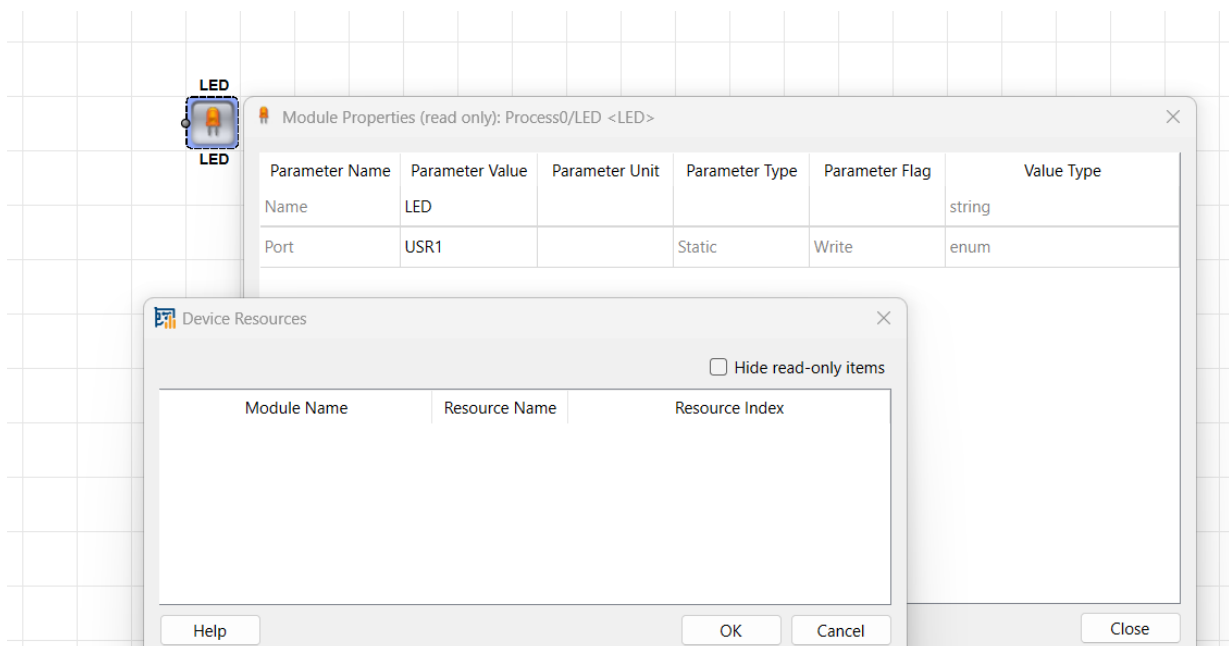 LED
LED
Module Properties (read only): Process0/LED <LED>
Parameter Name Parameter Value Parameter Unit Parameter Type Parameter Flag Value Type
Name LED string
Port USR1 Static Write enum
Device Resources
Hide read-only items
Module Name Resource Name Resource Index
Help OK Cancel
Close